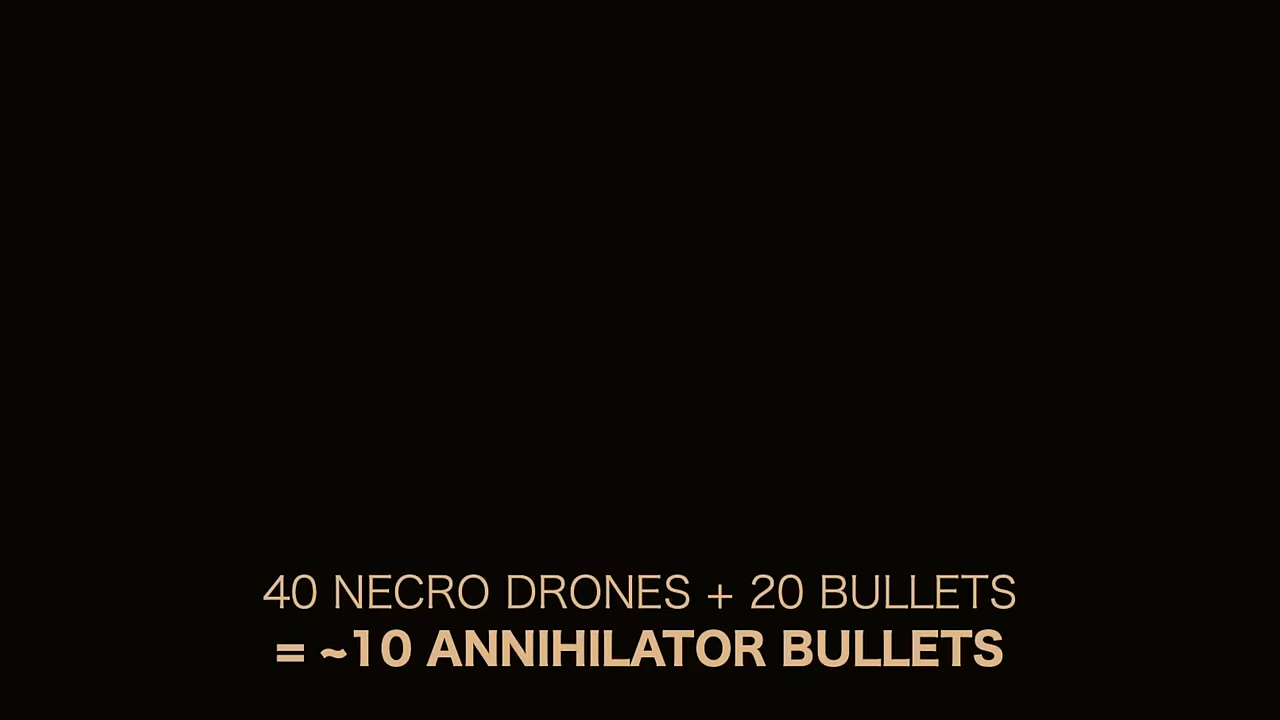 40 NECRO DRONES + 20 BULLETS
= ~10 ANNIHILATOR BULLETS